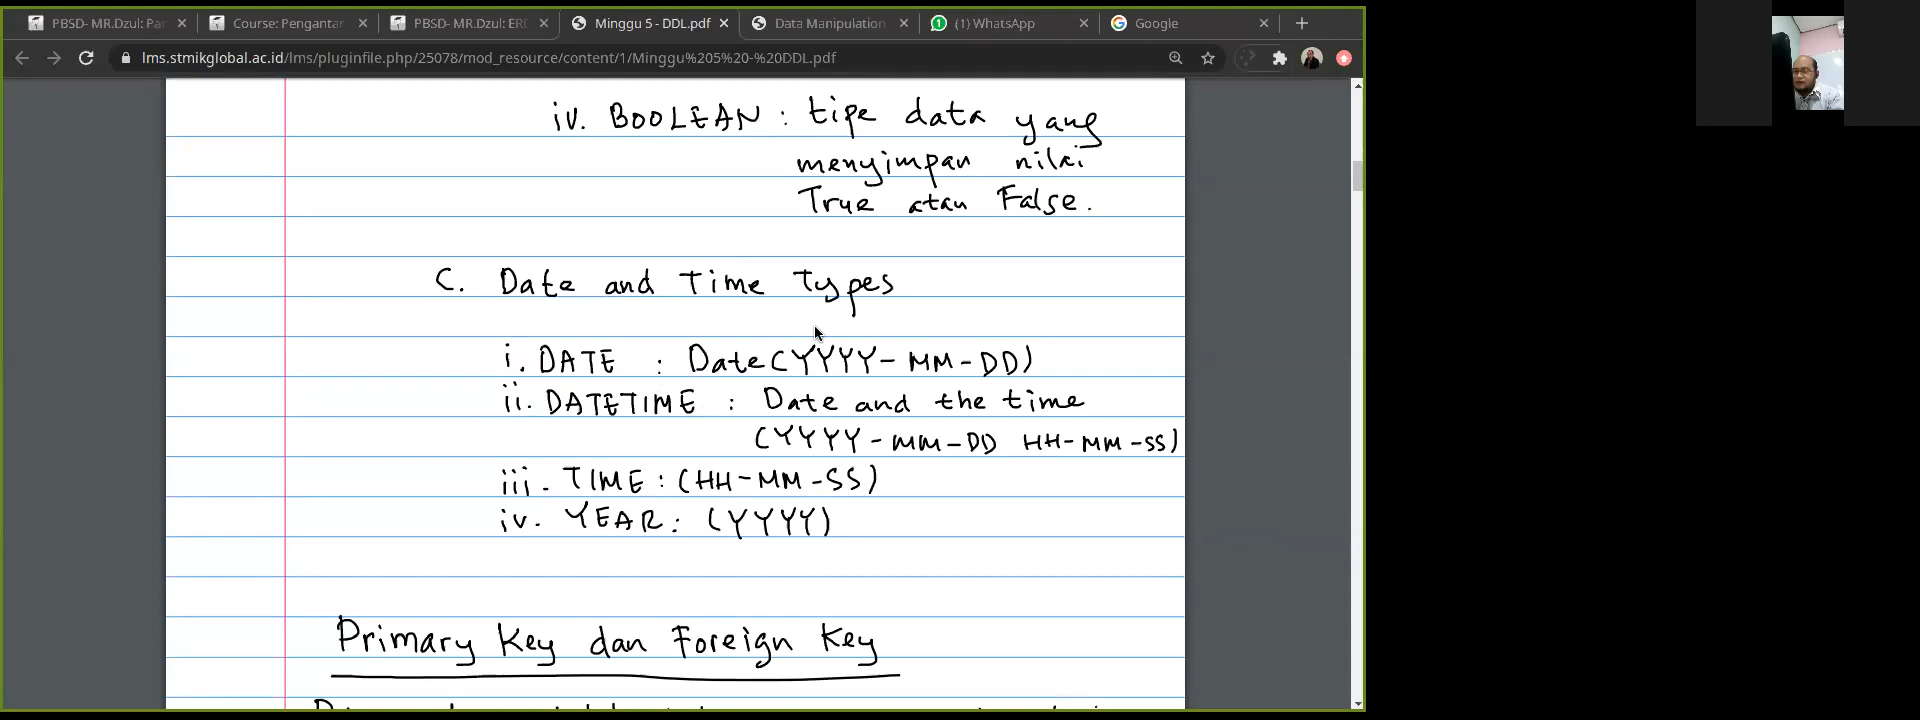 PBSD- MR.Dzul: Par
Course: Pengantar
PBSD- MR.Dzul: ERD
Minggu 5 - DDL.pdf
Data Manipulation
(1) WhatsApp
Google
lms.stmikglobal.ac.id/lms/pluginfile.php/25078/mod_resource/content/1/Minggu%205%20-%20DDL.pdf
iv. BOOLEAN : tipe data yang
menyimpan nilai
True atau False.
C. Date and Time Types
i. DATE : Date(YYYY-MM-DD)
ii. DATETIME : Date and the time
(YYYY-MM-DD HH-MM-SS)
iii. TIME : (HH-MM-SS)
iv. YEAR : (YYYY)
Primary Key dan Foreign Key